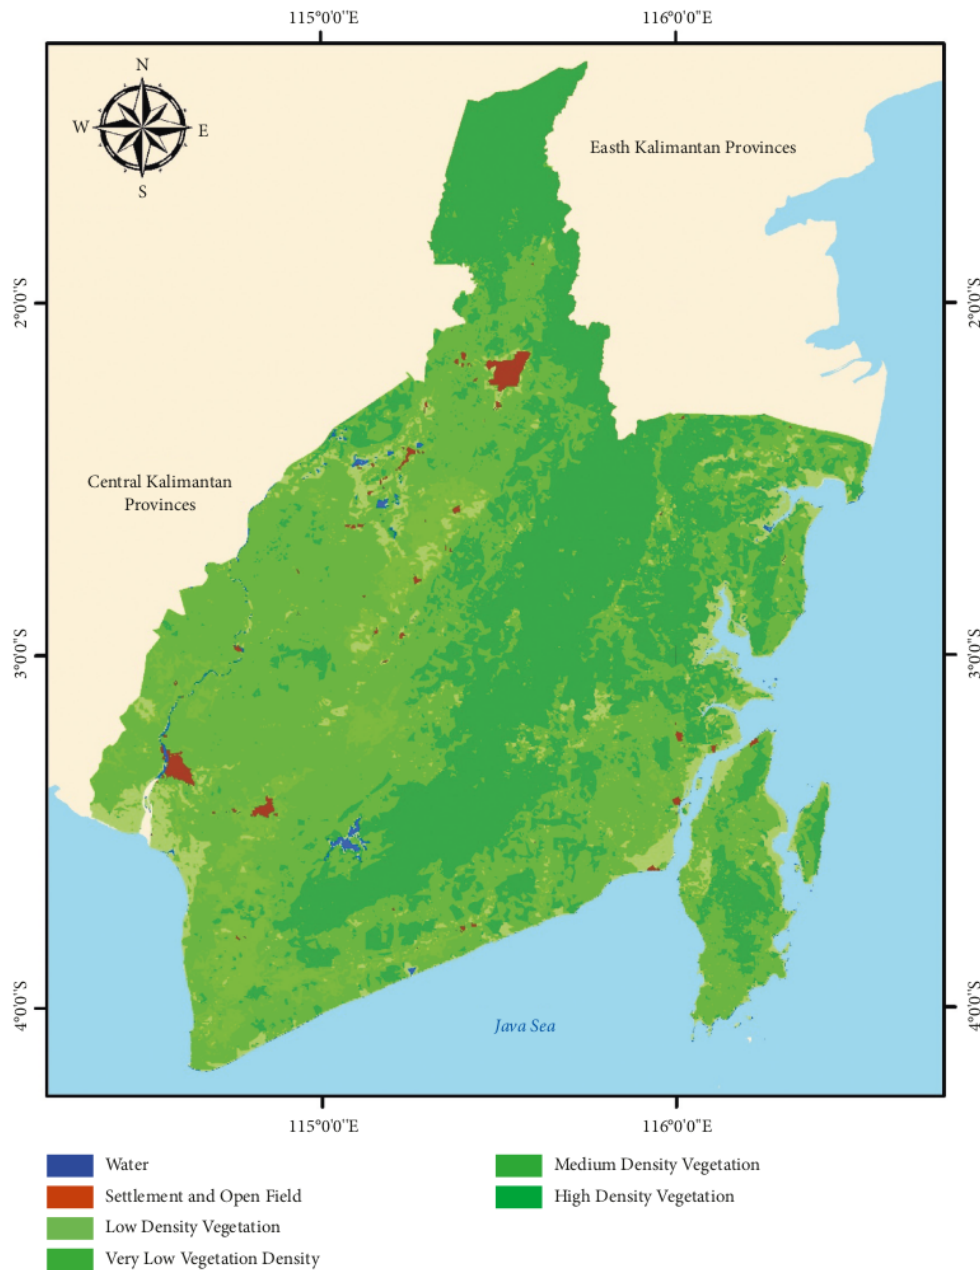 115°0'0"E 116°0'0"E
N
W E
S
Easth Kalimantan Provinces
2°0'0"S 2°0'0"S
Central Kalimantan
Provinces
3°0'0"S 3°0'0"S
4°0'0"S 4°0'0"S
Java Sea
115°0'0"E 116°0'0"E
Water
Settlement and Open Field
Low Density Vegetation
Very Low Vegetation Density
Medium Density Vegetation
High Density Vegetation